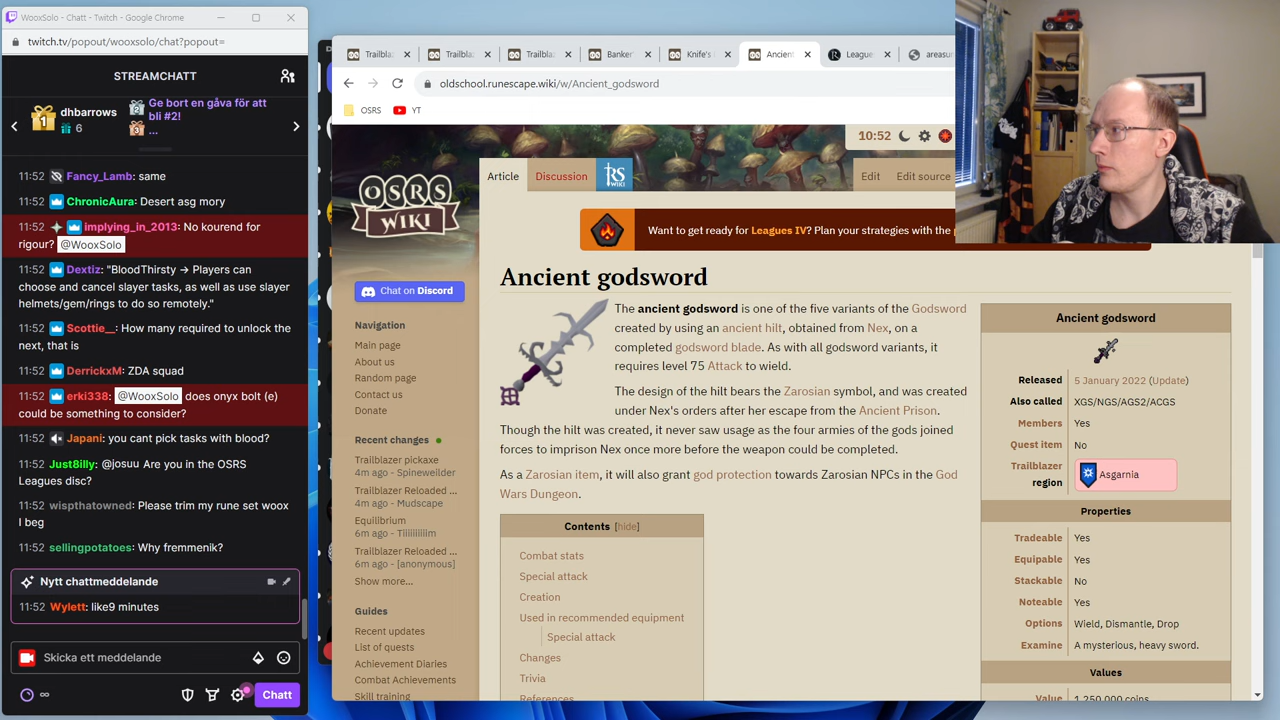 WooxSolo - Chatt - Twitch - Google Chrome
twitch.tv/popout/wooxsolo/chat?popout=
STREAMCHATT
1
dhbarrows
6
2
3
Ge bort en gåva för att
bli #2!
...
11:52 Fancy_Lamb: same
11:52 ChronicAura: Desert asg mory
11:52 implying_in_2013: No kourend for
rigour? @WooxSolo
11:52 Dextiz: "BloodThirsty → Players can
choose and cancel slayer tasks, as well as use slayer
helmets/gem/rings to do so remotely."
11:52 Scottie__: How many required to unlock the
next, that is
11:52 DerrickxM: ZDA squad
11:52 erki338: @WooxSolo does onyx bolt (e)
could be something to consider?
11:52 Japani: you cant pick tasks with blood?
11:52 Just8illy: @josuu Are you in the OSRS
Leagues disc?
11:52 wispthatowned: Please trim my rune set woox
I beg
11:52 sellingpotatoes: Why fremmenik?
Nytt chattmeddelande
11:52 Wylett: like9 minutes
Skicka ett meddelande
Chatt
Trailblaz
Trailblaz
Trailblaz
Banker'
Knife's
Ancient
League
areasu
oldschool.runescape.wiki/w/Ancient_godsword
OSRS
YT
10:52
OSRS
WIKI
Article
Discussion
RS
WIKI
Edit
Edit source
Want to get ready for Leagues IV? Plan your strategies with the
Chat on Discord
Navigation
Main page
About us
Random page
Contact us
Donate
Recent changes
Trailblazer pickaxe
4m ago - Spineweilder
Trailblazer Reloaded ...
4m ago - Mudscape
Equilibrium
6m ago - Tiiiiiiiiiim
Trailblazer Reloaded ...
6m ago - [anonymous]
Show more...
Guides
Recent updates
List of quests
Achievement Diaries
Combat Achievements
Skill training
Ancient godsword
The ancient godsword is one of the five variants of the Godsword
created by using an ancient hilt, obtained from Nex, on a
completed godsword blade. As with all godsword variants, it
requires level 75 Attack to wield.
The design of the hilt bears the Zarosian symbol, and was created
under Nex's orders after her escape from the Ancient Prison.
Though the hilt was created, it never saw usage as the four armies of the gods joined
forces to imprison Nex once more before the weapon could be completed.
As a Zarosian item, it will also grant god protection towards Zarosian NPCs in the God
Wars Dungeon.
Contents [hide]
Combat stats
Special attack
Creation
Used in recommended equipment
Special attack
Changes
Trivia
References
Ancient godsword
Released 5 January 2022 (Update)
Also called XGS/NGS/AGS2/ACGS
Members Yes
Quest item No
Trailblazer
region
Asgarnia
Properties
Tradeable Yes
Equipable Yes
Stackable No
Noteable Yes
Options Wield, Dismantle, Drop
Examine A mysterious, heavy sword.
Values
Value 1,250,000 coins